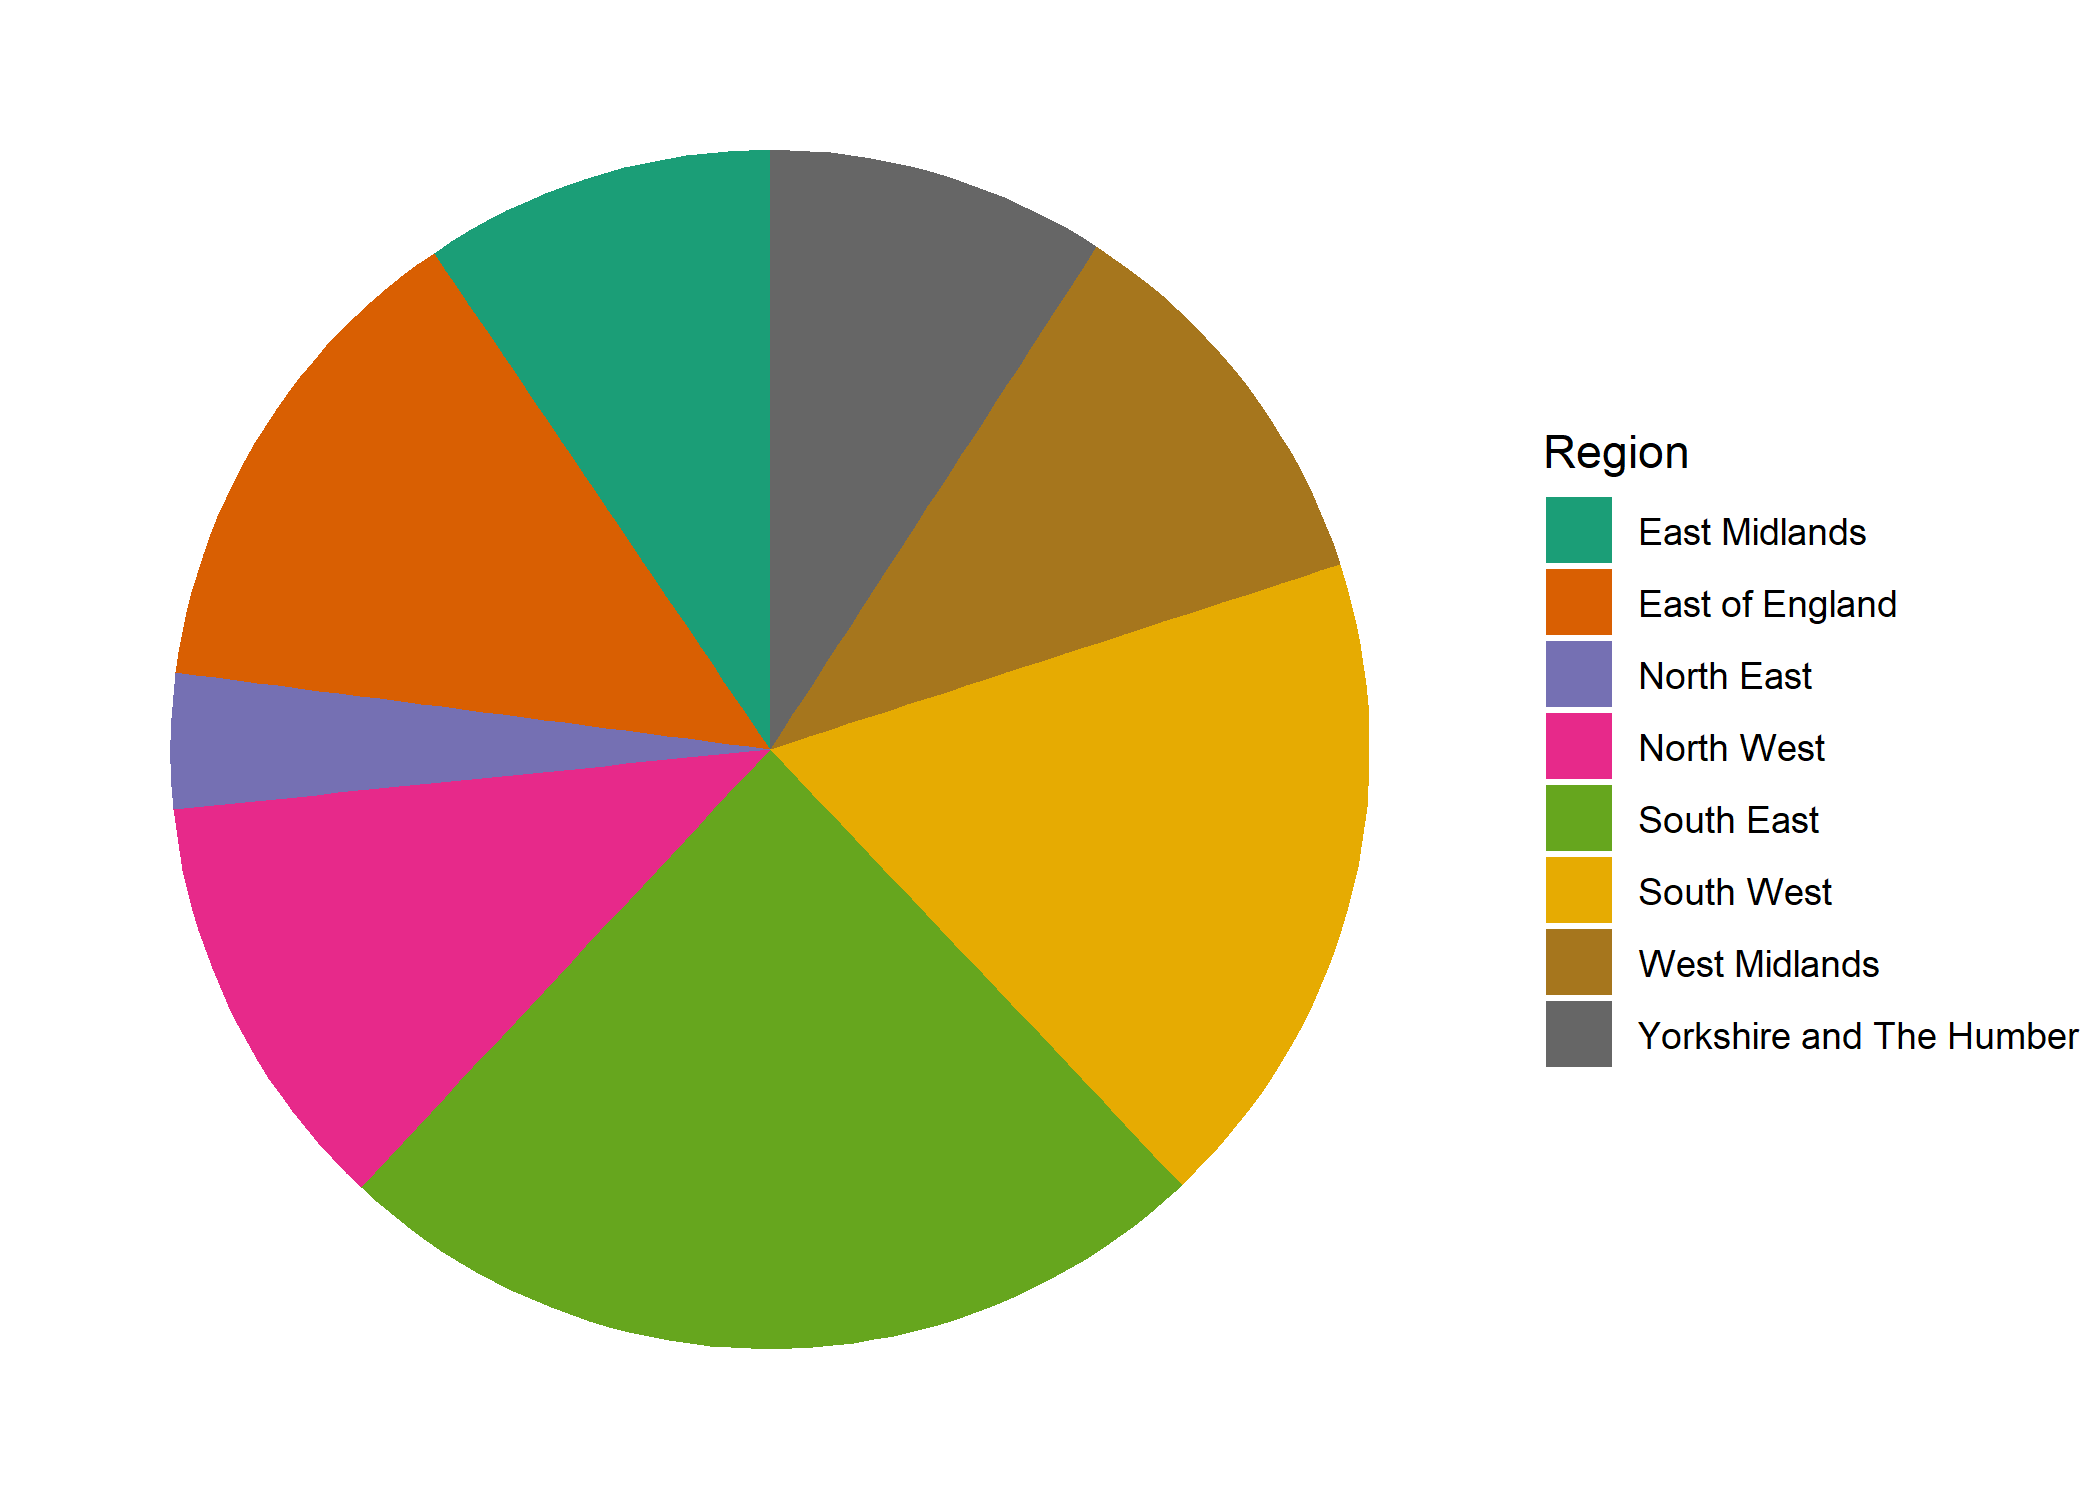 Region
East Midlands
East of England
North East
North West
South East
South West
West Midlands
Yorkshire and The Humber